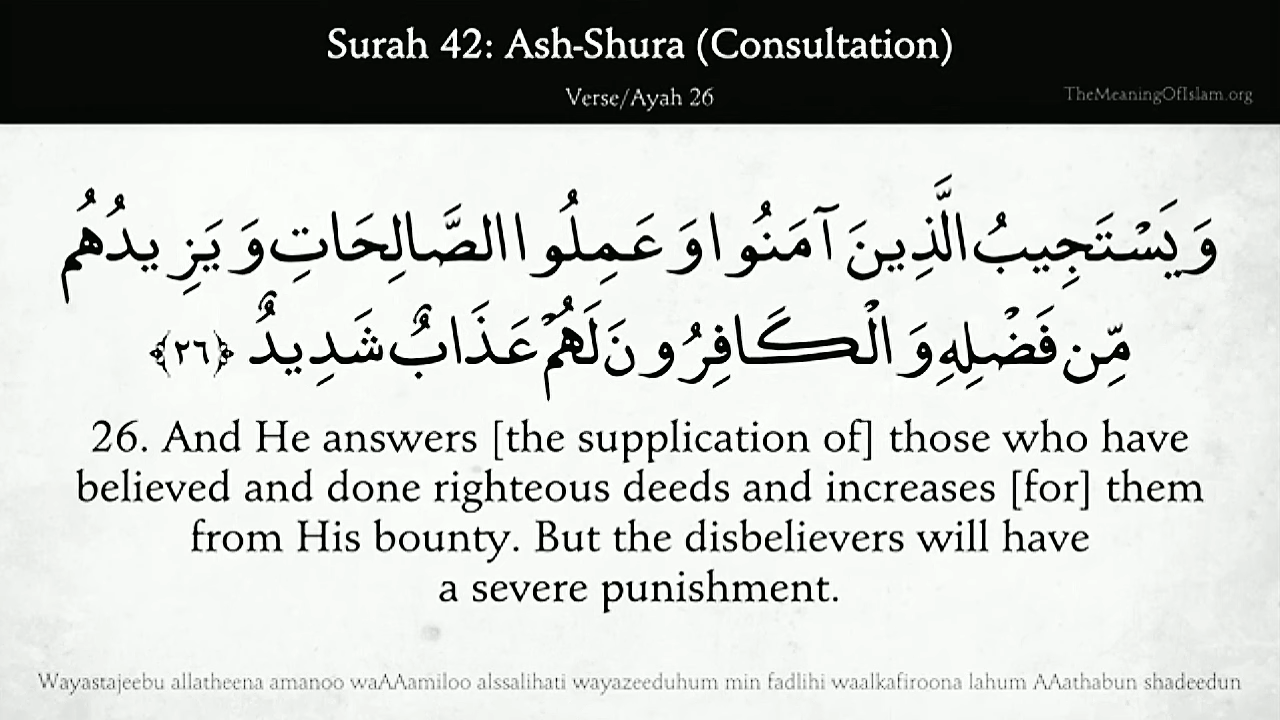 Surah 42: Ash-Shura (Consultation)
Verse/Ayah 26
TheMeaningOfIslam.org
وَيَسْتَجِيبُ الَّذِينَ آمَنُوا وَعَمِلُوا الصَّالِحَاتِ وَيَزِيدُهُم
مِّن فَضْلِهِ وَالْكَافِرُونَ لَهُمْ عَذَابٌ شَدِيدٌ ﴿٢٦﴾
26. And He answers [the supplication of] those who have
believed and done righteous deeds and increases [for] them
from His bounty. But the disbelievers will have
a severe punishment.
Wayastajeebu allatheena amanoo waAAamiloo alssalihati wayazeeduhum min fadlihi waalkafiroona lahum AAathabun shadeedun